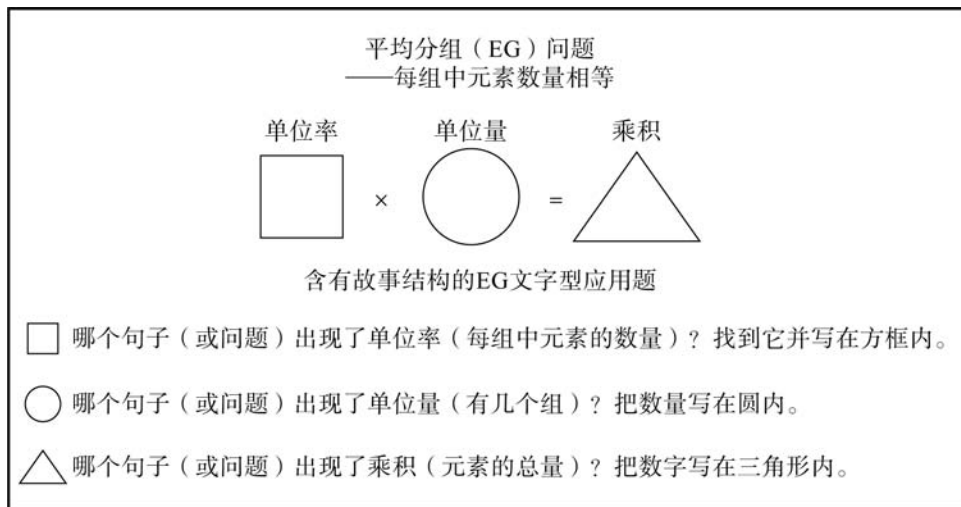 平均分组（EG）问题
——每组中元素数量相等
单位率 单位量 乘积
× =
含有故事结构的EG文字型应用题
哪个句子（或问题）出现了单位率（每组中元素的数量）？找到它并写在方框内。
哪个句子（或问题）出现了单位量（有几个组）？把数量写在圆内。
哪个句子（或问题）出现了乘积（元素的总量）？把数字写在三角形内。